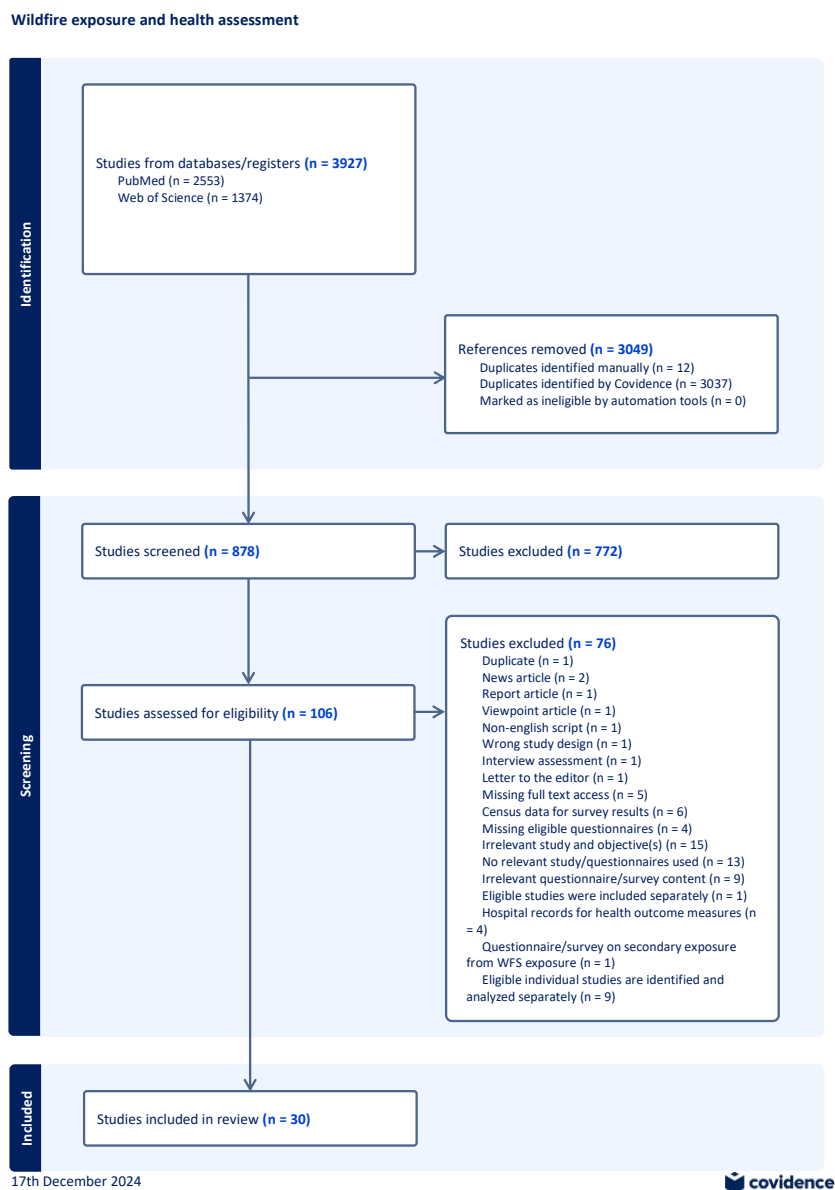 Wildfire exposure and health assessment
Identification
Studies from databases/registers (n = 3927)
PubMed (n = 2553)
Web of Science (n = 1374)
References removed (n = 3049)
Duplicates identified manually (n = 12)
Duplicates identified by Covidence (n = 3037)
Marked as ineligible by automation tools (n = 0)
Screening
Studies screened (n = 878)
Studies excluded (n = 772)
Studies assessed for eligibility (n = 106)
Studies excluded (n = 76)
Duplicate (n = 1)
News article (n = 2)
Report article (n = 1)
Viewpoint article (n = 1)
Non-english script (n = 1)
Wrong study design (n = 1)
Interview assessment (n = 1)
Letter to the editor (n = 1)
Missing full text access (n = 5)
Census data for survey results (n = 6)
Missing eligible questionnaires (n = 4)
Irrelevant study and objective(s) (n = 15)
No relevant study/questionnaires used (n = 13)
Irrelevant questionnaire/survey content (n = 9)
Eligible studies were included separately (n = 1)
Hospital records for health outcome measures (n
= 4)
Questionnaire/survey on secondary exposure
from WFS exposure (n = 1)
Eligible individual studies are identified and
analyzed separately (n = 9)
Included
Studies included in review (n = 30)
17th December 2024
covidence